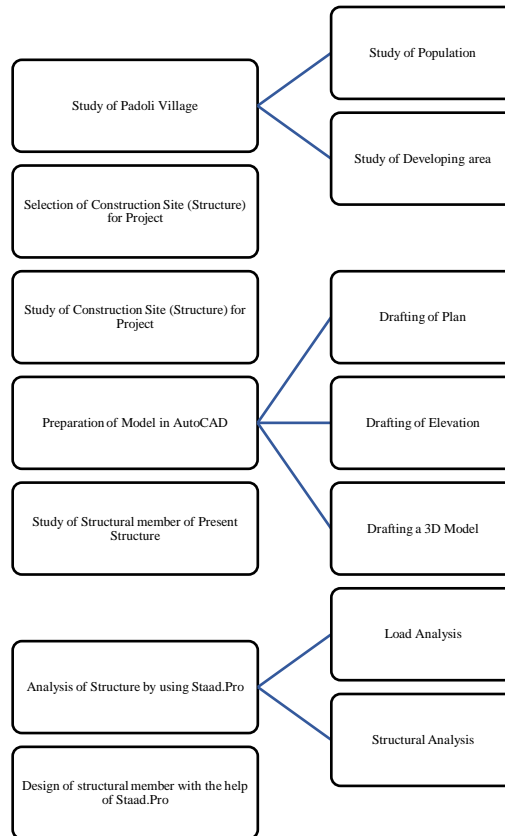 Study of Padoli Village
Study of Population
Study of Developing area
Selection of Construction Site (Structure)
for Project
Study of Construction Site (Structure) for
Project
Preparation of Model in AutoCAD
Drafting of Plan
Drafting of Elevation
Drafting a 3D Model
Study of Structural member of Present
Structure
Analysis of Structure by using Staad.Pro
Load Analysis
Structural Analysis
Design of structural member with the help
of Staad.Pro